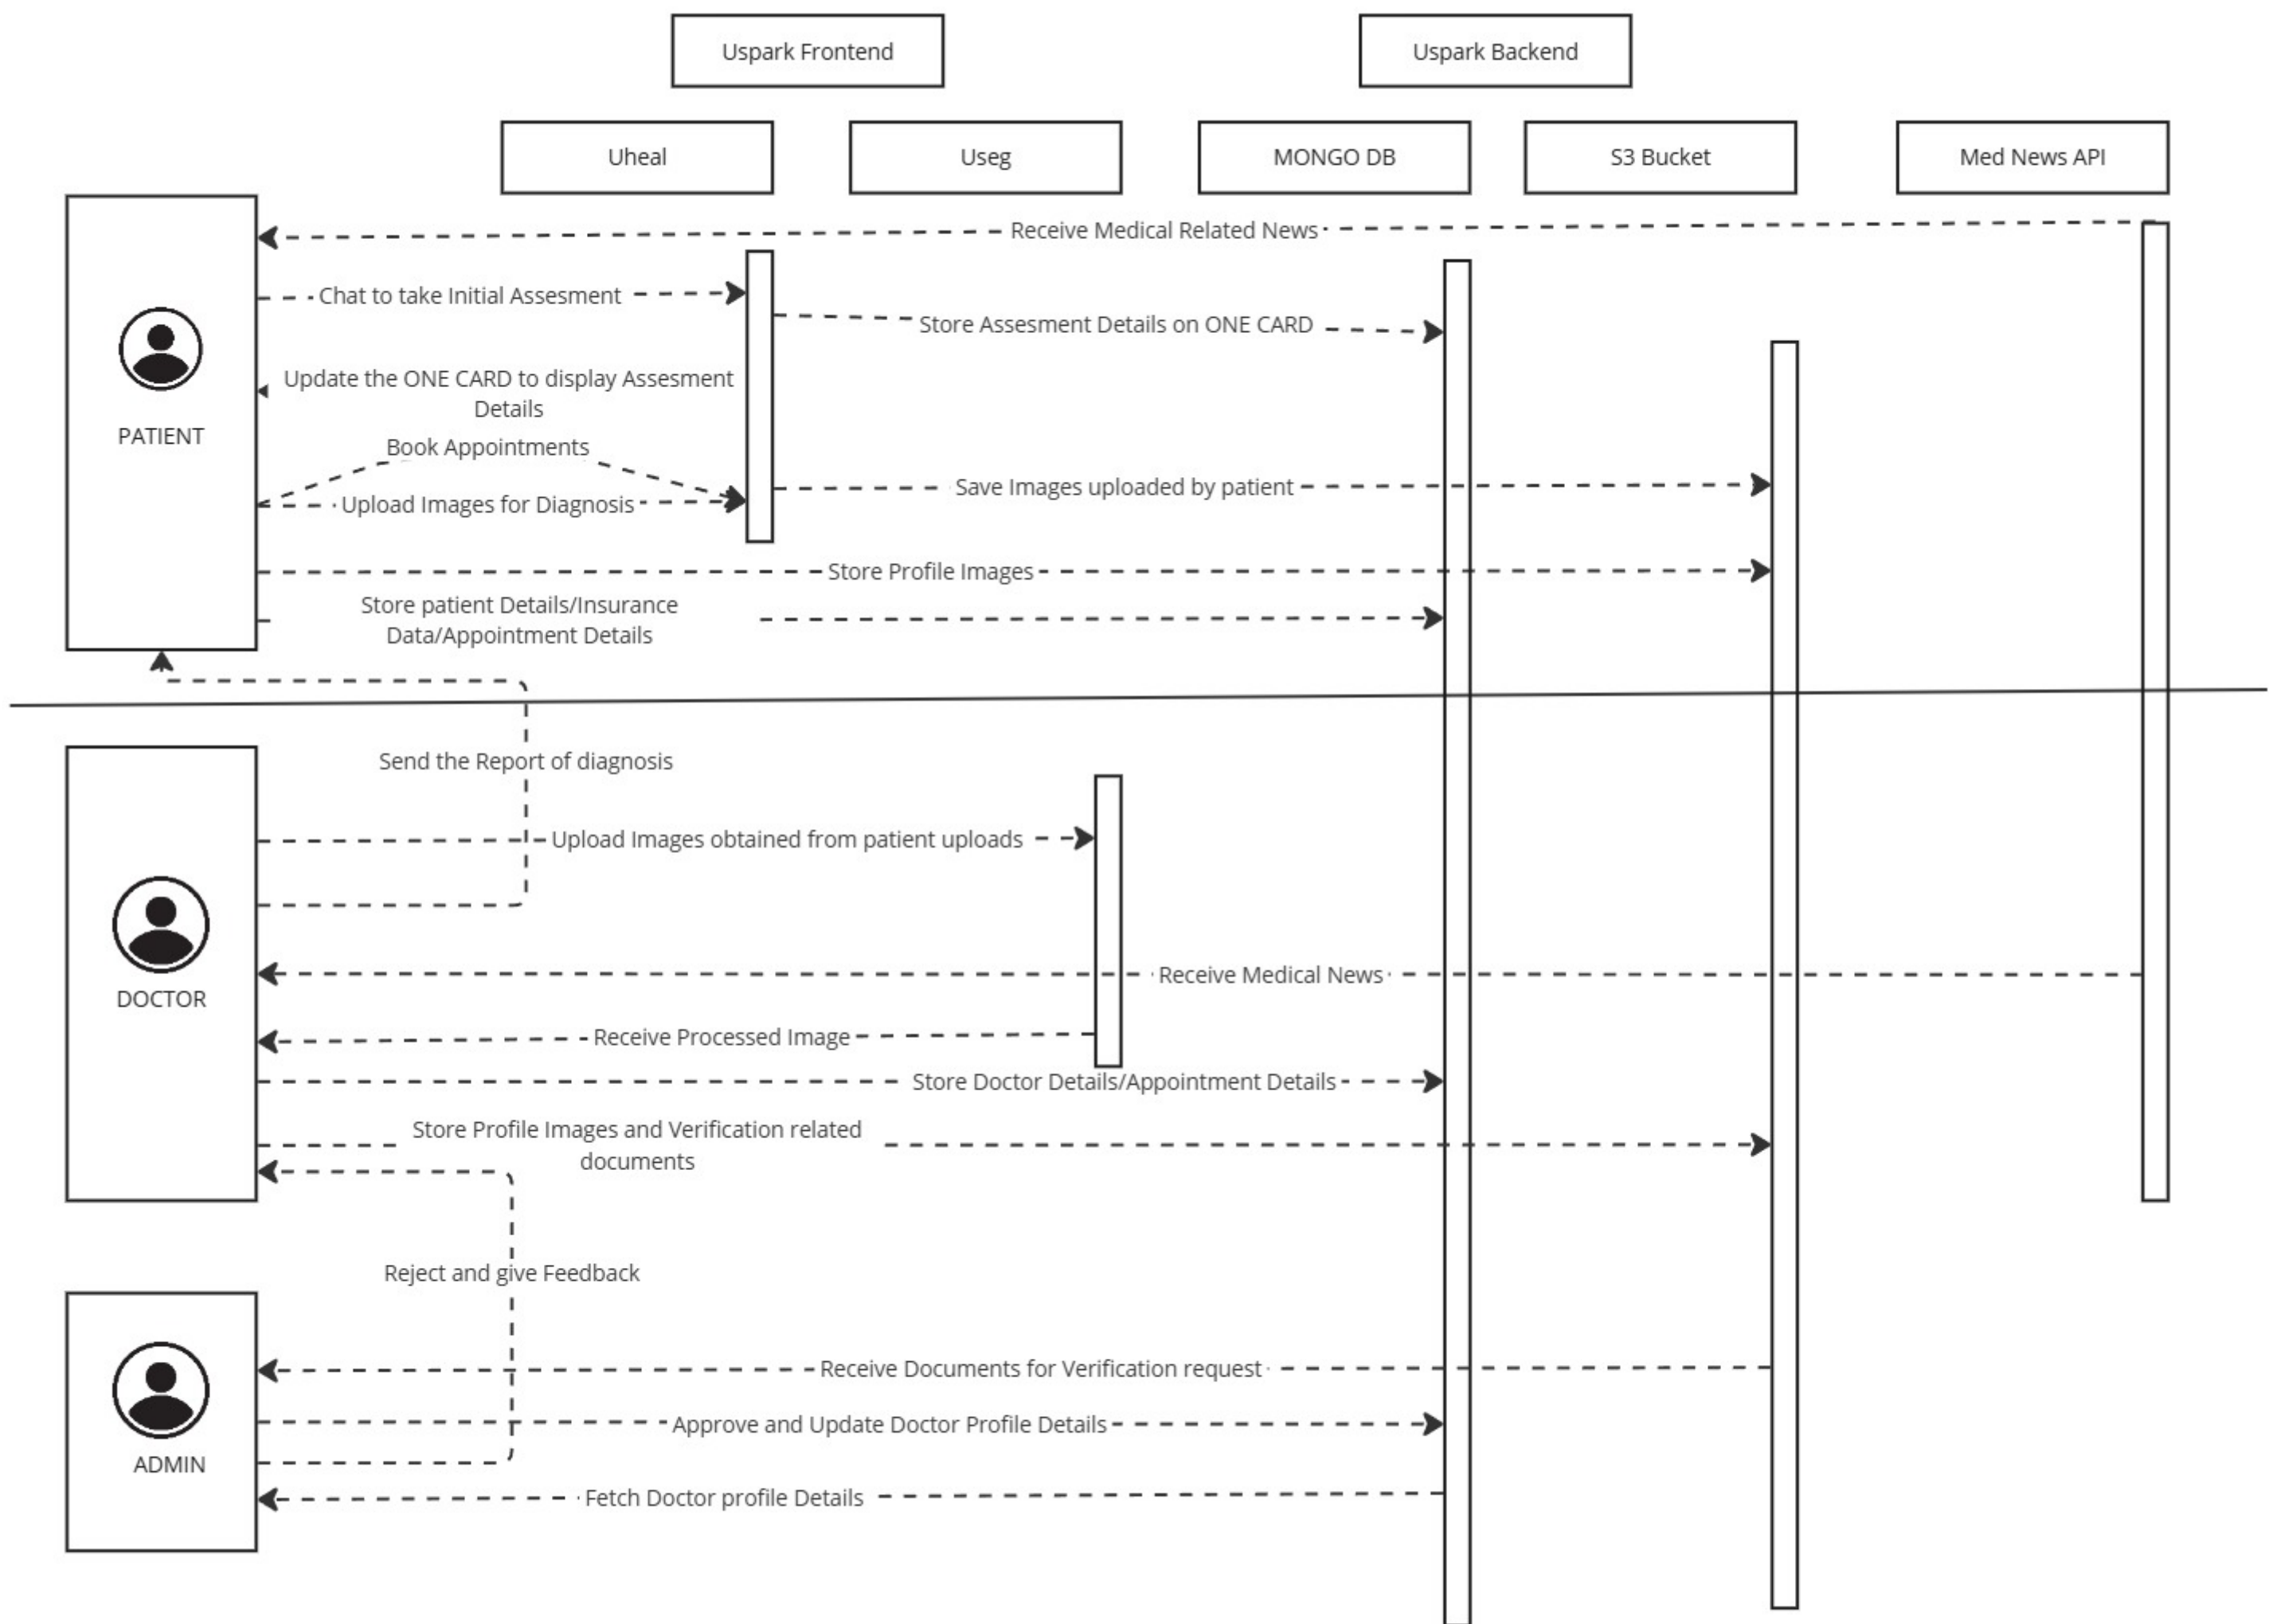 Uspark Frontend
Uspark Backend
Uheal
Useg
MONGO DB
S3 Bucket
Med News API
Receive Medical Related News
Chat to take Initial Assesment
Store Assesment Details on ONE CARD
Update the ONE CARD to display Assesment
Details
PATIENT
Book Appointments
Save Images uploaded by patient
Upload Images for Diagnosis
Store Profile Images
Store patient Details/Insurance
Data/Appointment Details
Send the Report of diagnosis
Upload Images obtained from patient uploads
Receive Medical News
DOCTOR
Receive Processed Image
Store Doctor Details/Appointment Details
Store Profile Images and Verification related
documents
Reject and give Feedback
Receive Documents for Verification request
Approve and Update Doctor Profile Details
ADMIN
Fetch Doctor profile Details